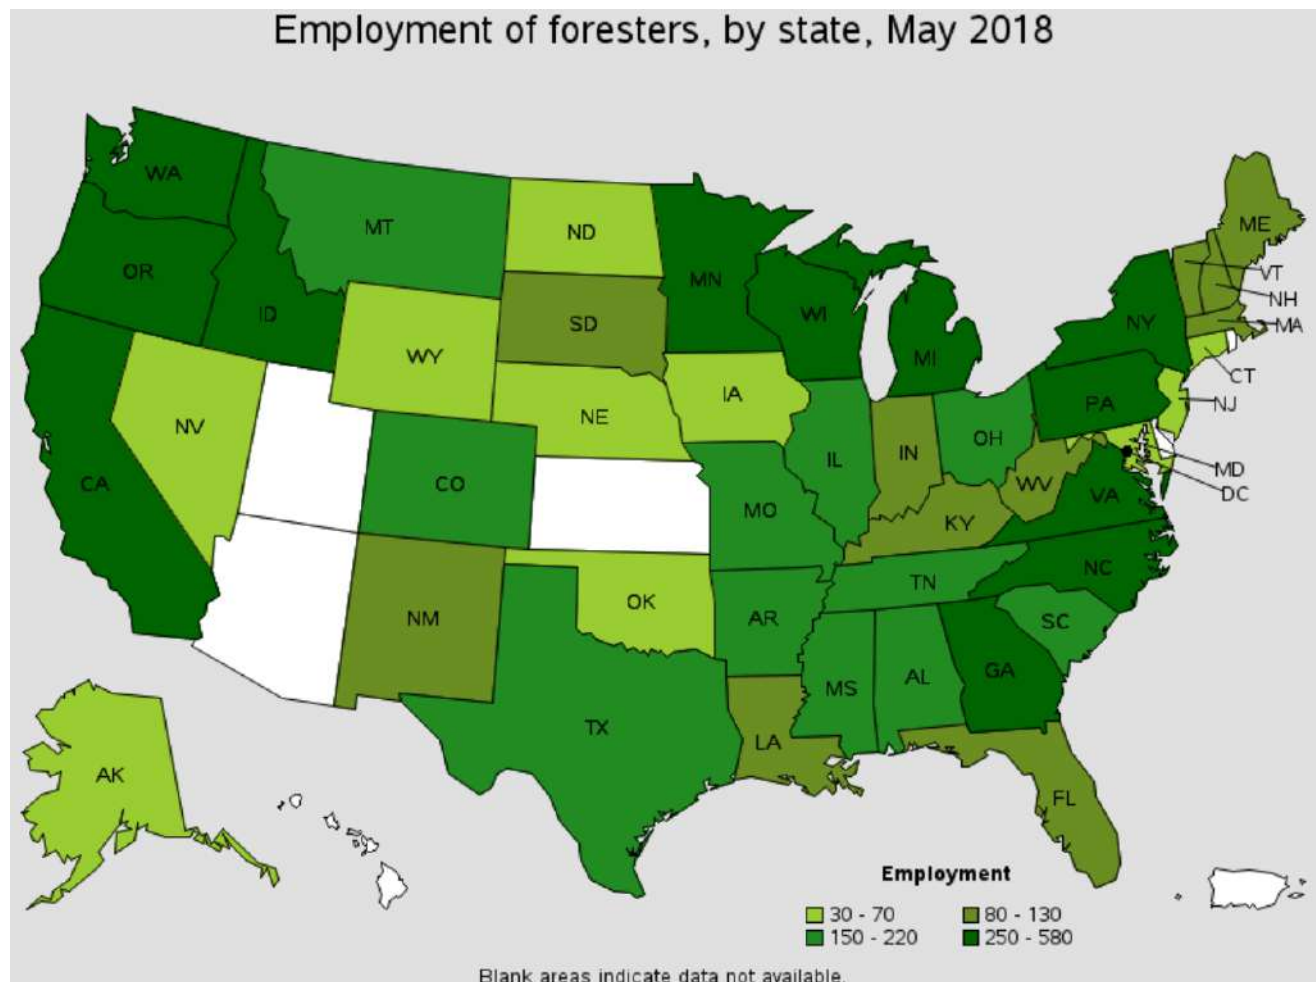 Employment of foresters, by state, May 2018
WA
MT
ND
ME
VT
OR
MN
NH
ID
SD
WI
NY
MA
MI
WY
CT
IA
PA
NJ
NE
NV
OH
IN
IL
MD
CA
CO
WV
DC
VA
MO
KY
NC
TN
OK
NM
AR
SC
GA
AL
MS
TX
LA
AK
FL
Employment
30 - 70 80 - 130
150 - 220 250 - 580
Blank areas indicate data not available.